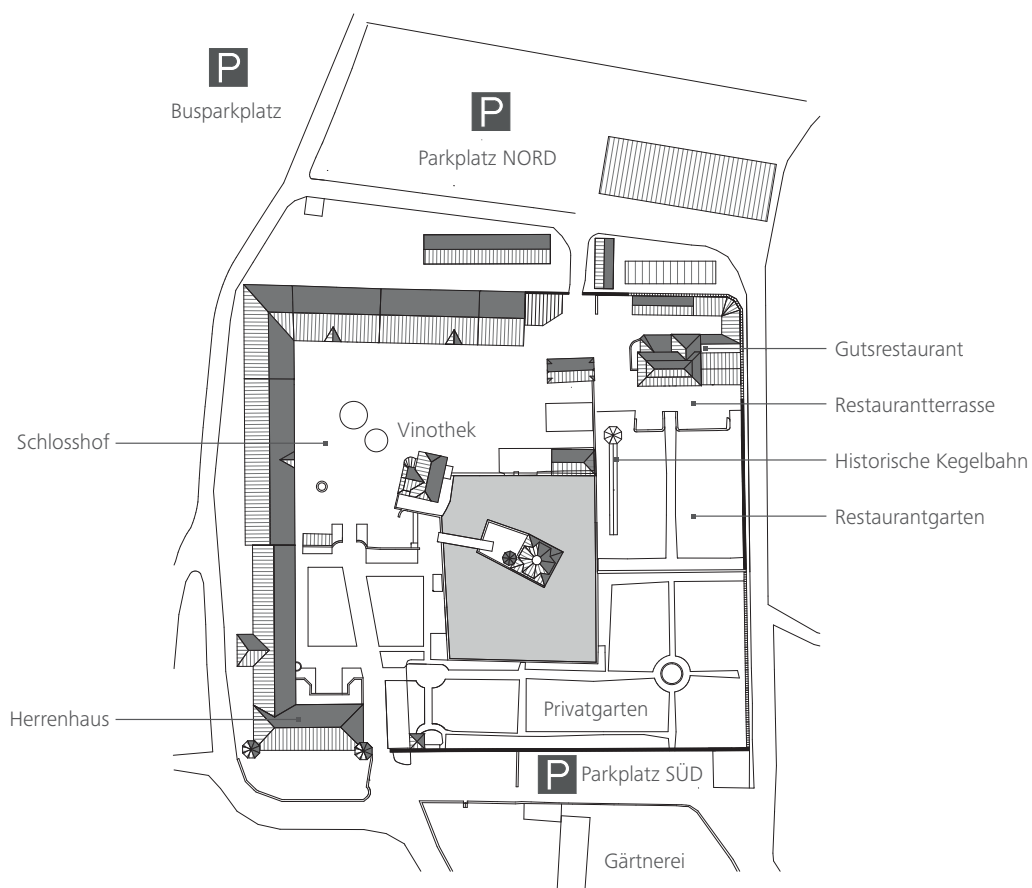 P
Busparkplatz
P
Parkplatz NORD
Gutsrestaurant
Restaurantterrasse
Schlosshof
Vinothek
Historische Kegelbahn
Restaurantgarten
Herrenhaus
Privatgarten
P Parkplatz SÜD
Gärtnerei